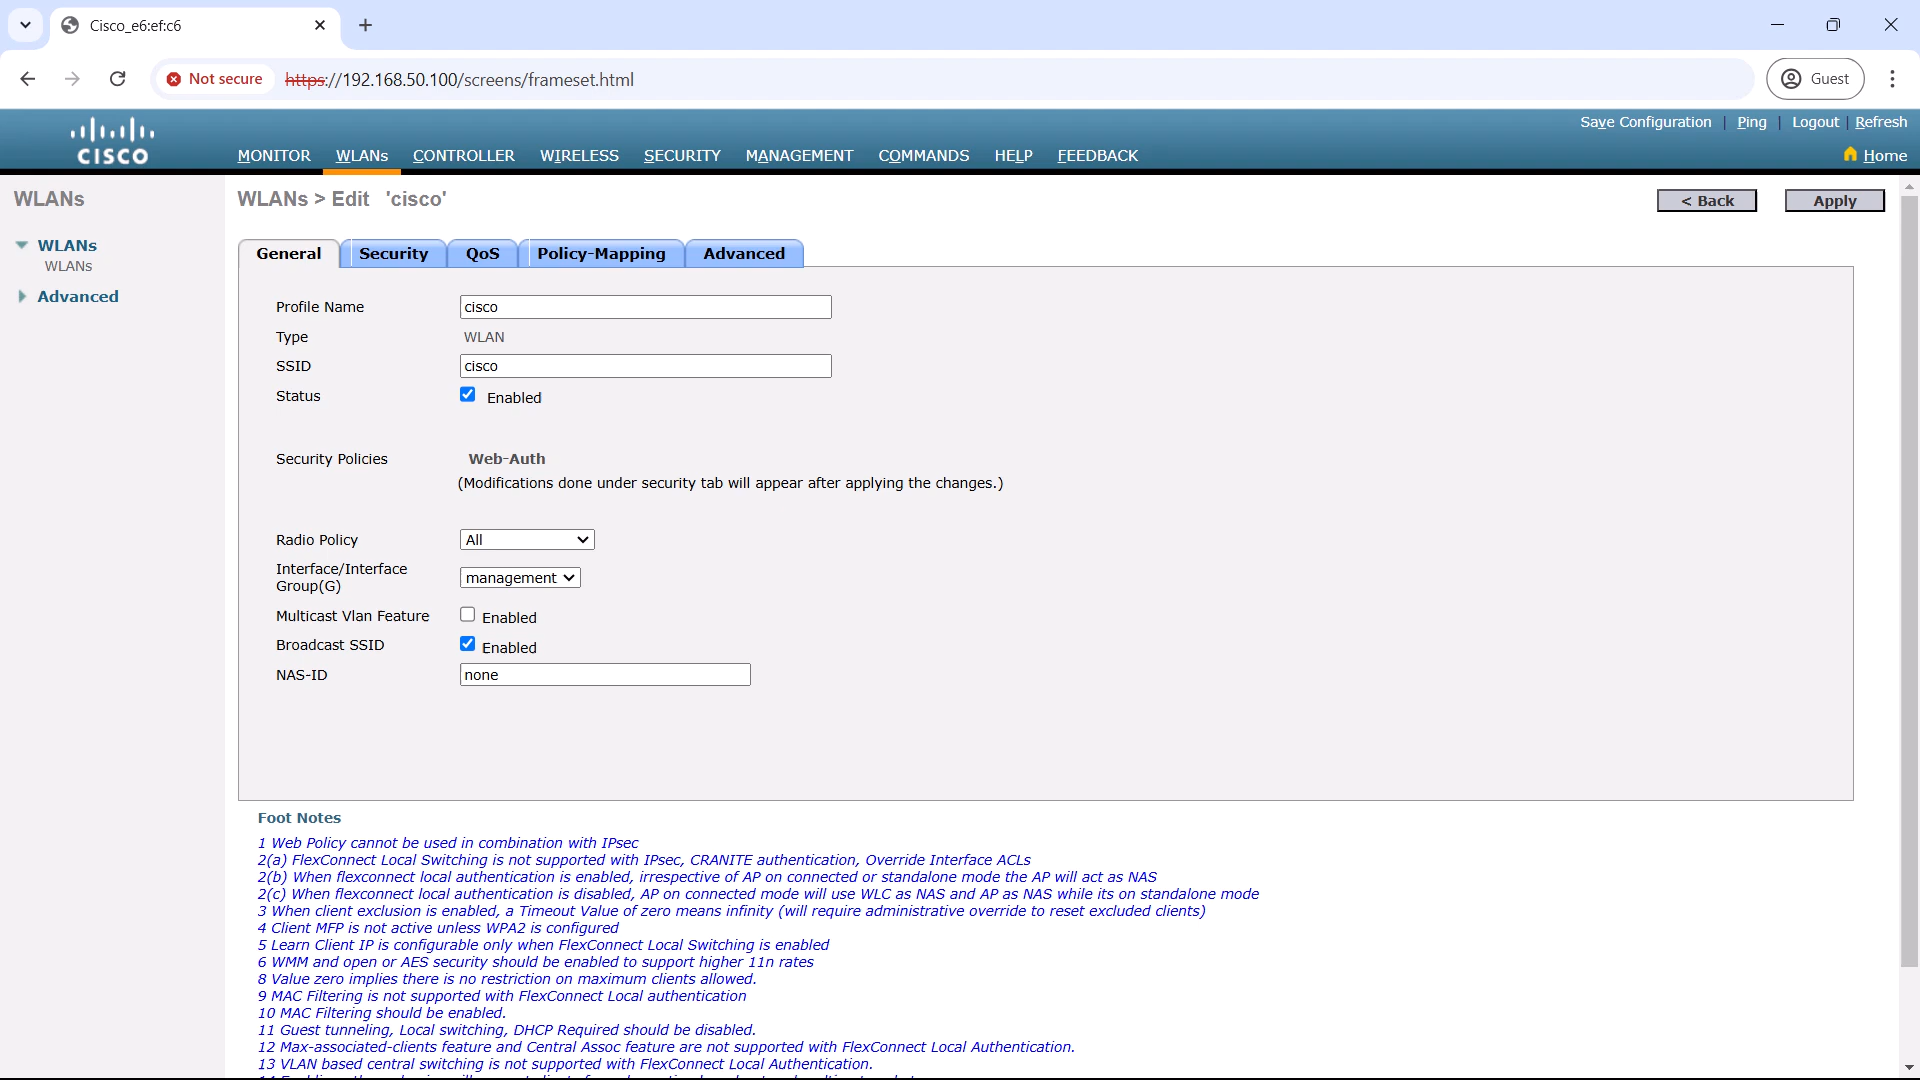 Cisco_e6:ef:c6
Not secure https://192.168.50.100/screens/frameset.html Guest
Save Configuration | Ping | Logout | Refresh
CISCO
MONITOR WLANs CONTROLLER WIRELESS SECURITY MANAGEMENT COMMANDS HELP FEEDBACK Home
WLANs
WLANs
WLANs
Advanced
WLANs > Edit 'cisco' < Back Apply
General Security QoS Policy-Mapping Advanced
Profile Name cisco
Type WLAN
SSID cisco
Status Enabled
Security Policies Web-Auth
(Modifications done under security tab will appear after applying the changes.)
Radio Policy All
Interface/Interface
Group(G) management
Multicast Vlan Feature Enabled
Broadcast SSID Enabled
NAS-ID none
Foot Notes
1 Web Policy cannot be used in combination with IPsec
2(a) FlexConnect Local Switching is not supported with IPsec, CRANITE authentication, Override Interface ACLs
2(b) When flexconnect local authentication is enabled, irrespective of AP on connected or standalone mode the AP will act as NAS
2(c) When flexconnect local authentication is disabled, AP on connected mode will use WLC as NAS and AP as NAS while its on standalone mode
3 When client exclusion is enabled, a Timeout Value of zero means infinity (will require administrative override to reset excluded clients)
4 Client MFP is not active unless WPA2 is configured
5 Learn Client IP is configurable only when FlexConnect Local Switching is enabled
6 WMM and open or AES security should be enabled to support higher 11n rates
8 Value zero implies there is no restriction on maximum clients allowed.
9 MAC Filtering is not supported with FlexConnect Local authentication
10 MAC Filtering should be enabled.
11 Guest tunneling, Local switching, DHCP Required should be disabled.
12 Max-associated-clients feature and Central Assoc feature are not supported with FlexConnect Local Authentication.
13 VLAN based central switching is not supported with FlexConnect Local Authentication.